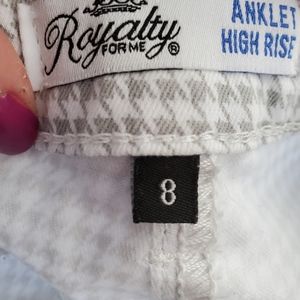 Royalty
FOR ME®
ANKLET
HIGH RISE
8